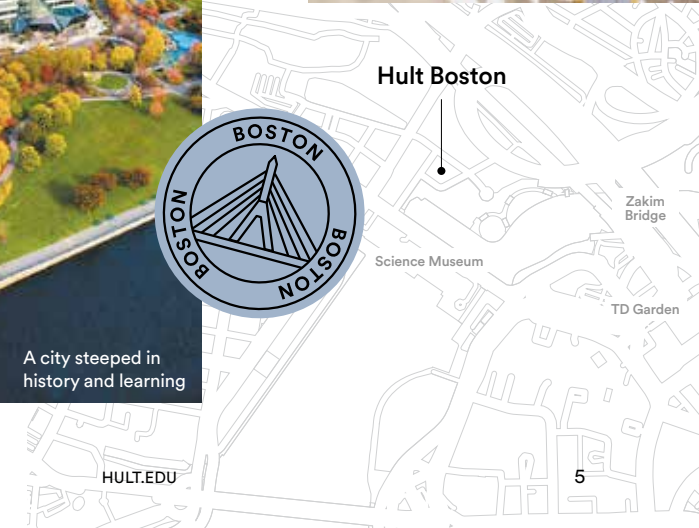 Hult Boston
BOSTON
BOSTON
BOSTON
Zakim
Bridge
Science Museum
TD Garden
A city steeped in
history and learning
HULT.EDU
5